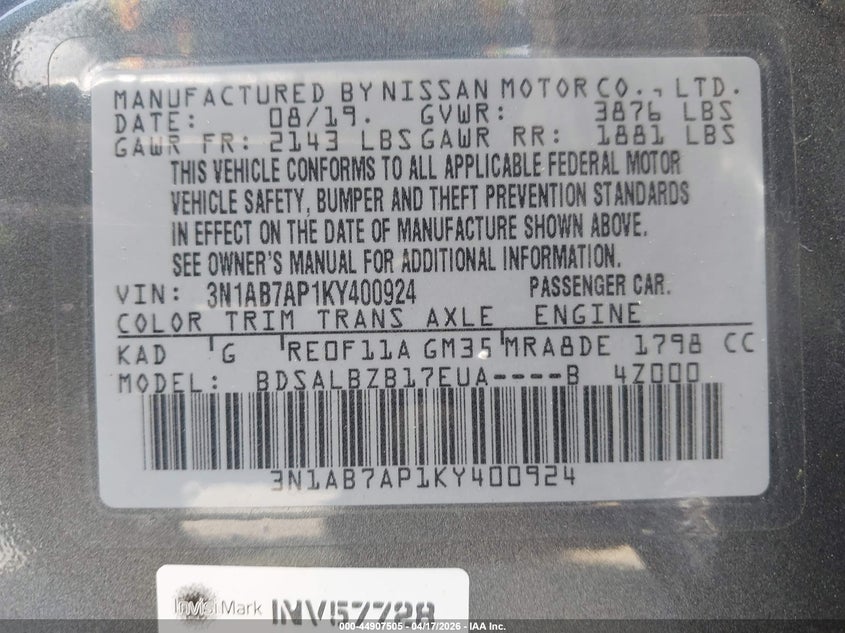 MANUFACTURED BY NISSAN MOTOR CO., LTD.
DATE: 08/19. GVWR: 3876 LBS
GAWR FR: 2143 LBS GAWR RR: 1881 LBS
THIS VEHICLE CONFORMS TO ALL APPLICABLE FEDERAL MOTOR
VEHICLE SAFETY, BUMPER AND THEFT PREVENTION STANDARDS
IN EFFECT ON THE DATE OF MANUFACTURE SHOWN ABOVE.
SEE OWNER'S MANUAL FOR ADDITIONAL INFORMATION.
VIN: 3N1AB7AP1KY400924 PASSENGER CAR.
COLOR TRIM TRANS AXLE ENGINE
KAD G RE0F11A GM35 MRA8DE 1798 CC
MODEL: BDSALBZB17EUA----B 4Z000
3N1AB7AP1KY400924
InVisi Mark INV57728
000-44907505 - 04/17/2026 - IAA Inc.